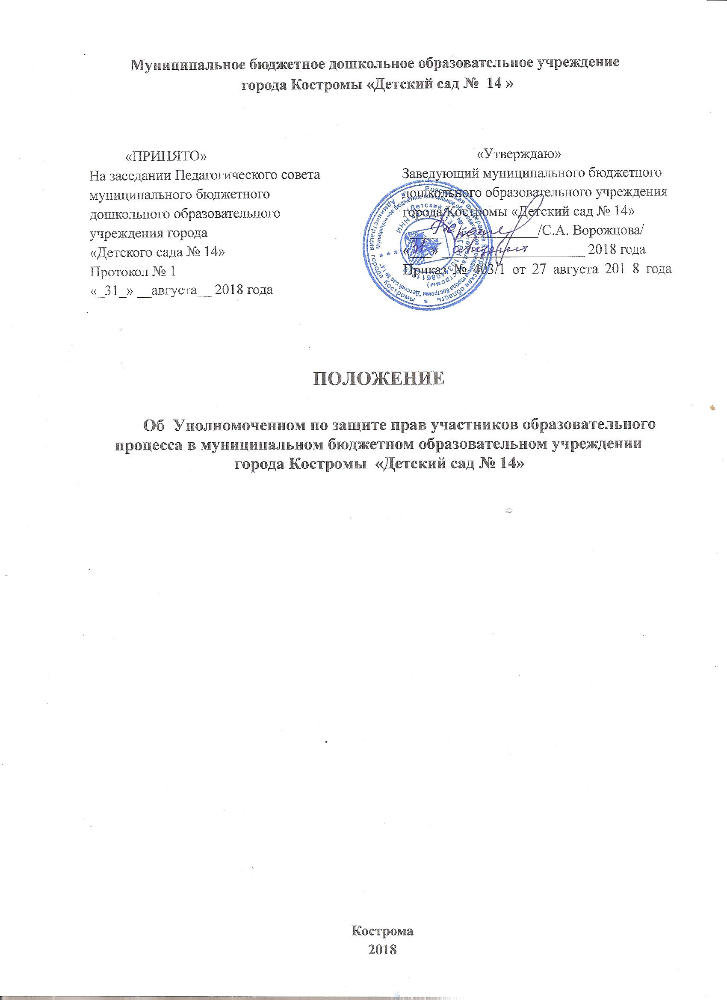 Муниципальное бюджетное дошкольное образовательное учреждение
города Костромы «Детский сад № 14 »
«ПРИНЯТО»
На заседании Педагогического совета
муниципального бюджетного
дошкольного образовательного
учреждения города
«Детского сада № 14»
Протокол № 1
«_31_» __августа__ 2018 года
«Утверждаю»
Заведующий муниципального бюджетного
дошкольного образовательного учреждения
города Костромы «Детский сад № 14»
/С.А. Ворожцова/
«31» августа 2018 года
Приказ № 403/1 от 27 августа 201 8 года
ПОЛОЖЕНИЕ
Об Уполномоченном по защите прав участников образовательного
процесса в муниципальном бюджетном образовательном учреждении
города Костромы «Детский сад № 14»
Кострома
2018